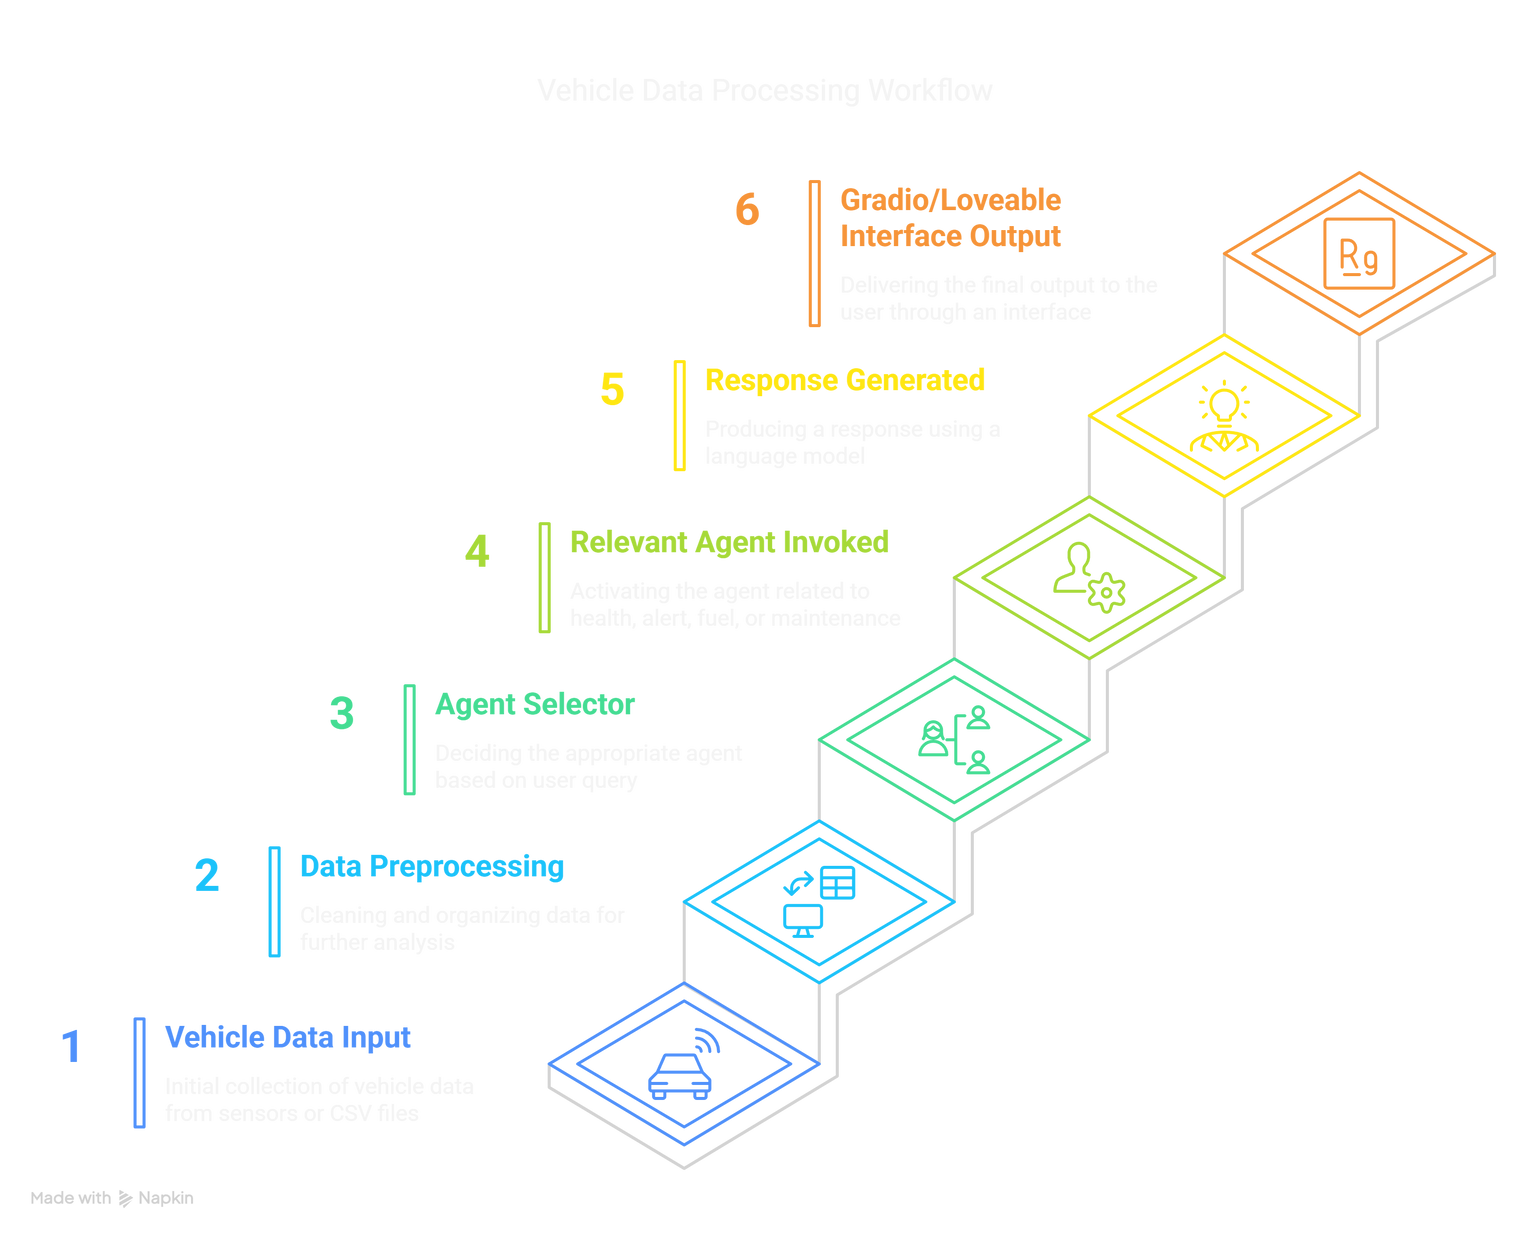 Vehicle Data Processing Workflow
6
Gradio/Loveable
Interface Output
Delivering the final output to the
user through an interface
Rg
5
Response Generated
Producing a response using a
language model
4
Relevant Agent Invoked
Activating the agent related to
health, alert, fuel, or maintenance
3
Agent Selector
Deciding the appropriate agent
based on user query
2
Data Preprocessing
Cleaning and organizing data for
further analysis
1
Vehicle Data Input
Initial collection of vehicle data
from sensors or CSV files
Made with Napkin